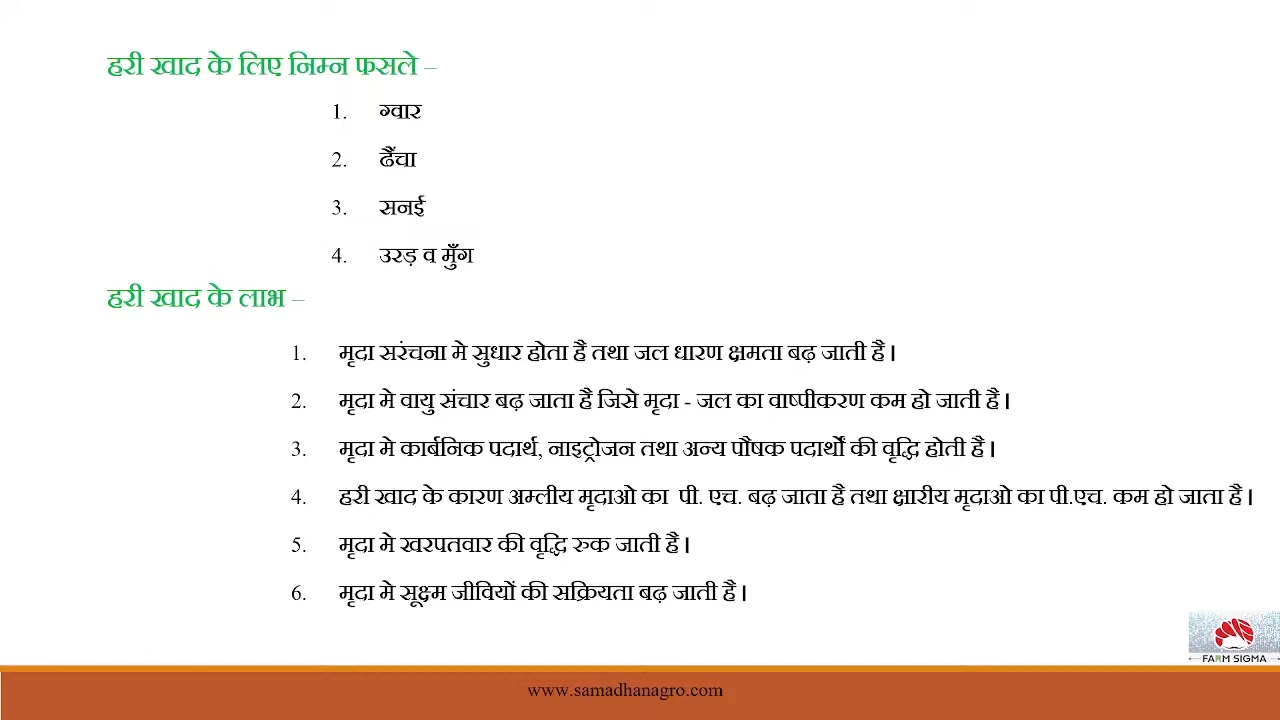 हरी खाद के लिए निम्न फसले –
1. ग्वार
2. ढैंचा
3. सनई
4. उरड़ व मुँग
हरी खाद के लाभ –
1. मृदा सरंचना मे सुधार होता है तथा जल धारण क्षमता बढ़ जाती है।
2. मृदा मे वायु संचार बढ़ जाता है जिसे मृदा - जल का वाष्पीकरण कम हो जाती है।
3. मृदा मे कार्बनिक पदार्थ, नाइट्रोजन तथा अन्य पौषक पदार्थों की वृद्धि होती है।
4. हरी खाद के कारण अम्लीय मृदाओ का पी. एच. बढ़ जाता है तथा क्षारीय मृदाओ का पी.एच. कम हो जाता है।
5. मृदा मे खरपतवार की वृद्धि रुक जाती है।
6. मृदा मे सूक्ष्म जीवियों की सक्रियता बढ़ जाती है।
FARM SIGMA
www.samadhanagro.com